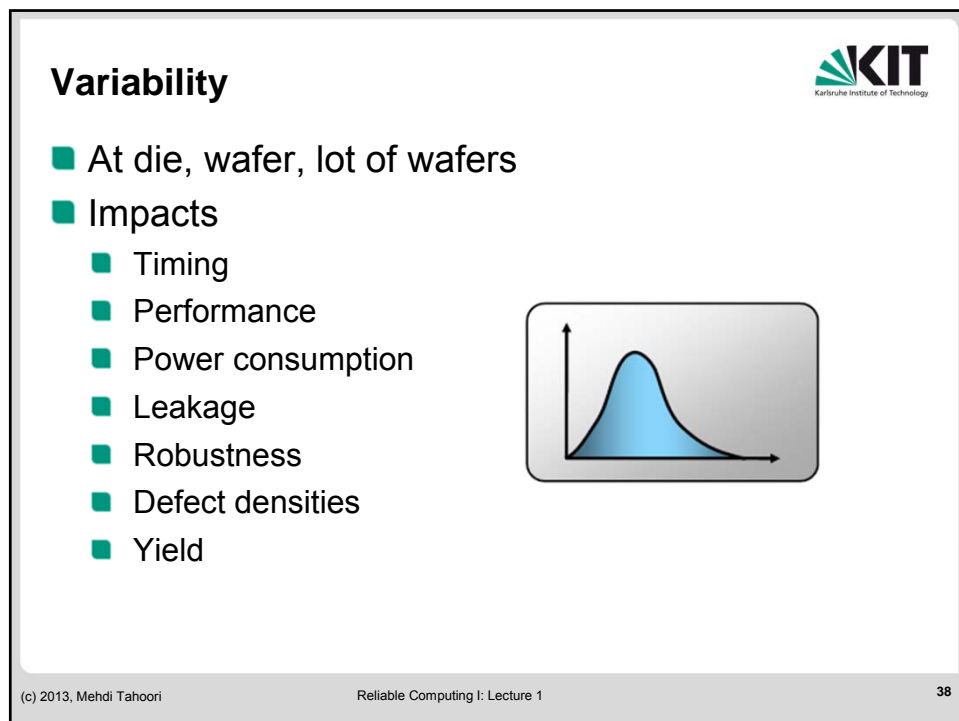 Variability
KIT
Karlsruhe Institute of Technology
At die, wafer, lot of wafers
Impacts
Timing
Performance
Power consumption
Leakage
Robustness
Defect densities
Yield
(c) 2013, Mehdi Tahoori Reliable Computing I: Lecture 1 38